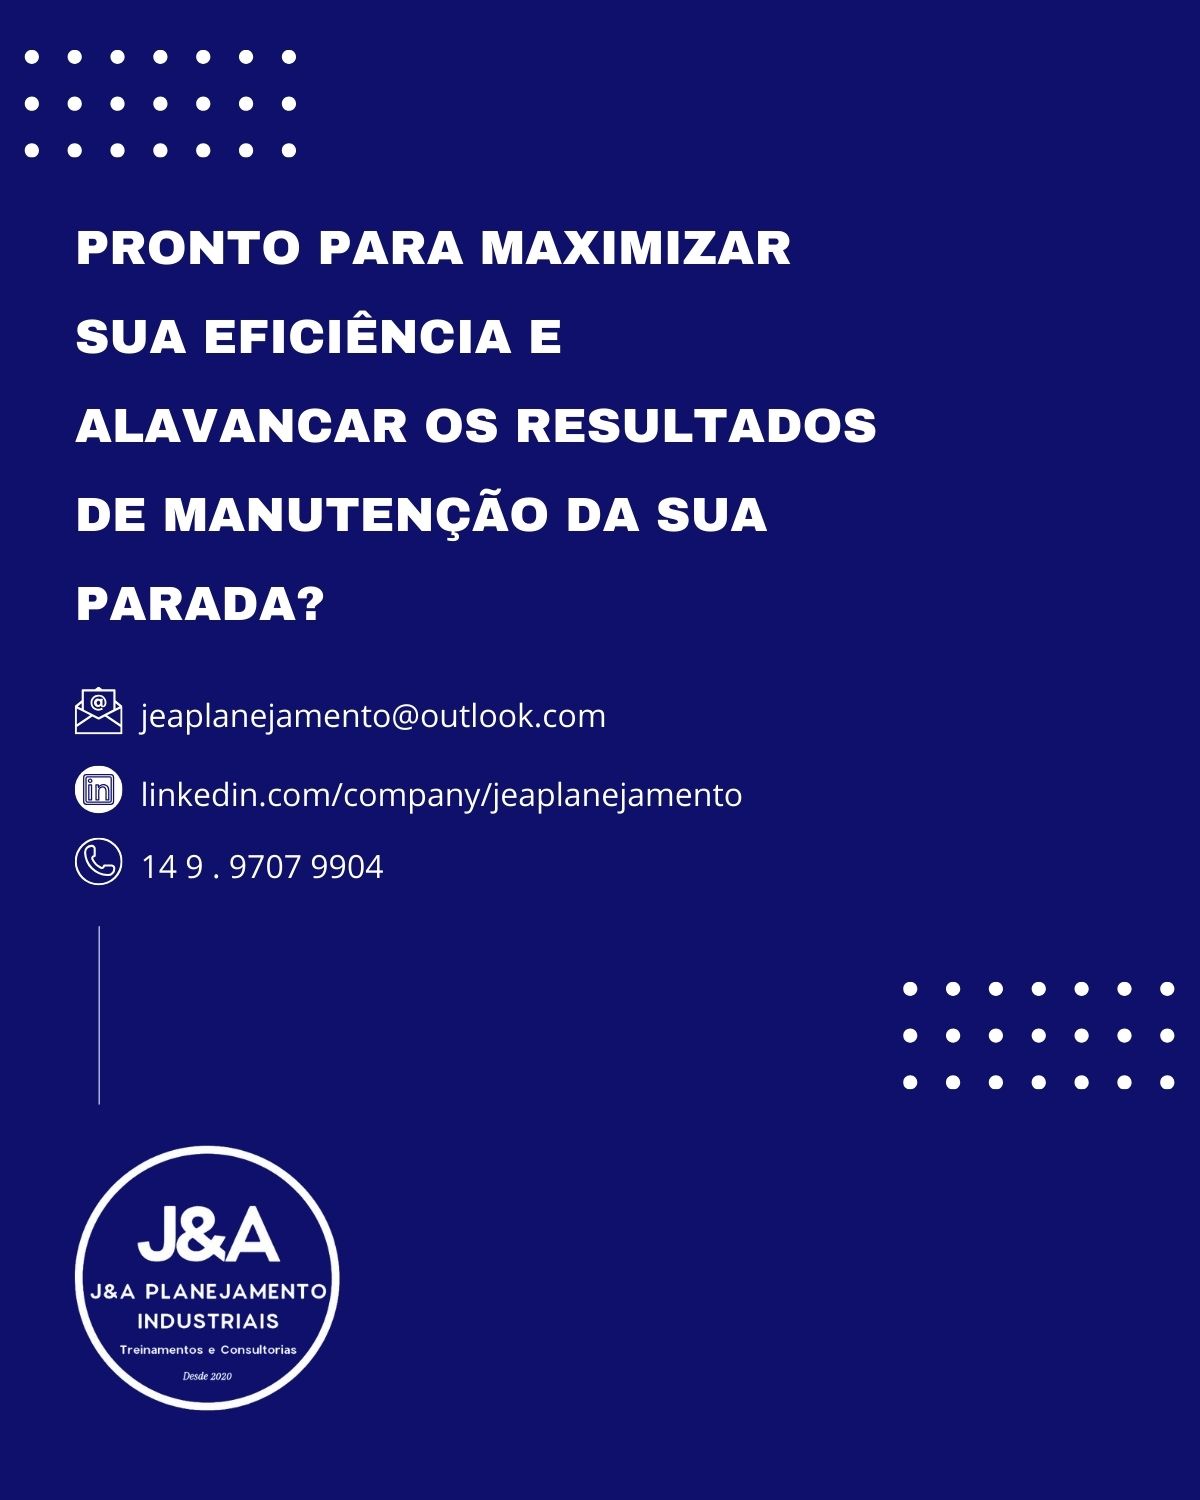 PRONTO PARA MAXIMIZAR
SUA EFICIÊNCIA E
ALAVANCAR OS RESULTADOS
DE MANUTENÇÃO DA SUA
PARADA?
jeaplanejamento@outlook.com
linkedin.com/company/jeaplanejamento
14 9 . 9707 9904
J&A
J&A PLANEJAMENTO
INDUSTRIAIS
Treinamentos e Consultorias
Desde 2020